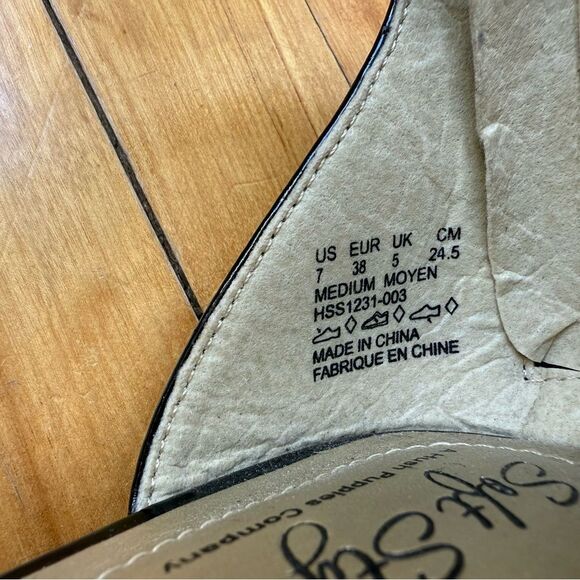 US EUR UK CM
7 38 5 24.5
MEDIUM MOYEN
HSS1231-003
MADE IN CHINA
FABRIQUE EN CHINE
Soft Sty
A Hush Puppies Company